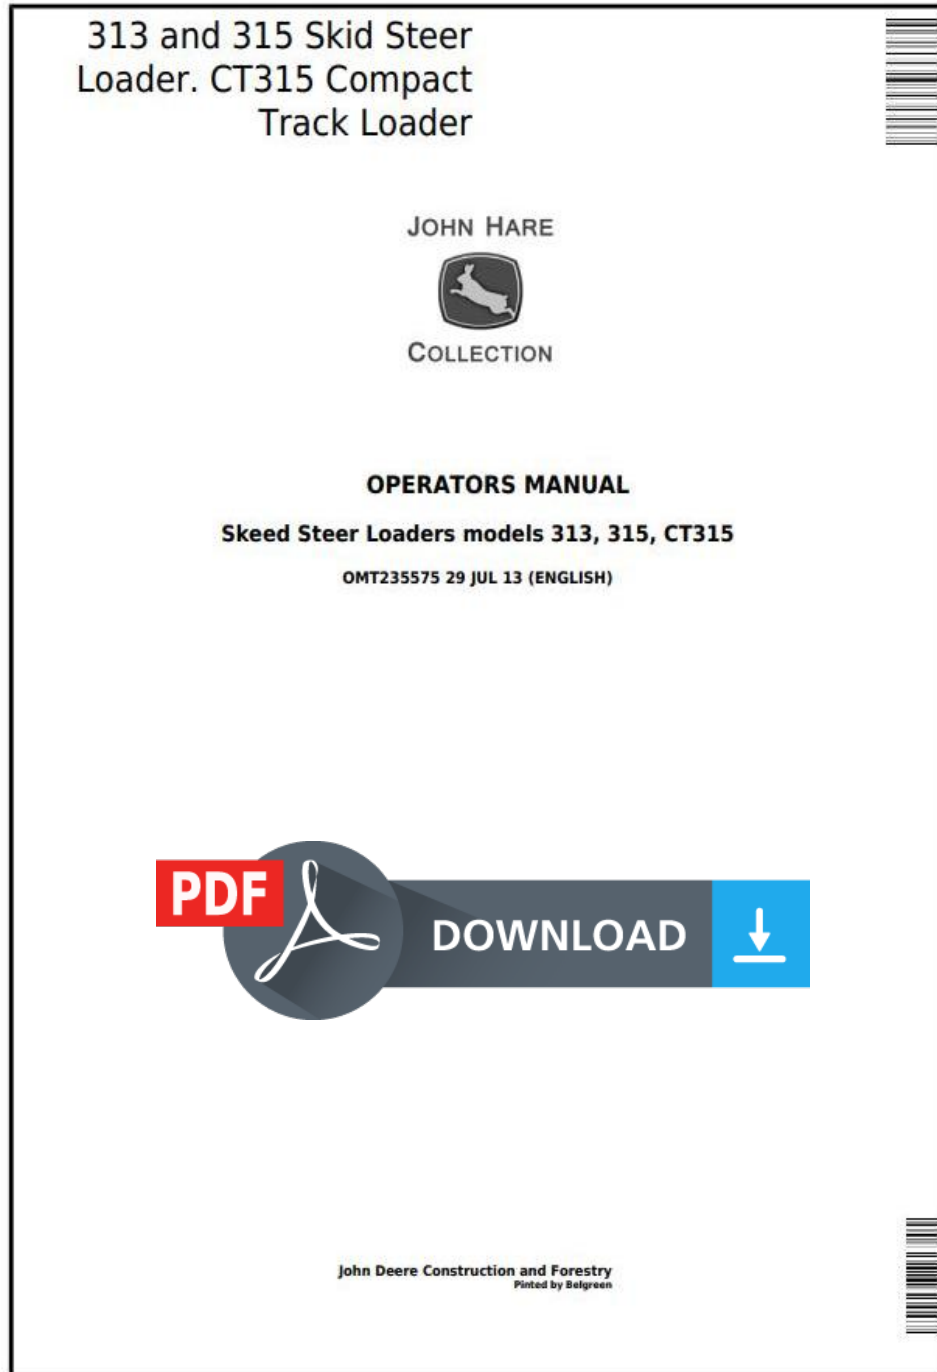 313 and 315 Skid Steer
Loader. CT315 Compact
Track Loader
JOHN HARE
COLLECTION
OPERATORS MANUAL
Skeed Steer Loaders models 313, 315, CT315
OMT235575 29 JUL 13 (ENGLISH)
PDF
DOWNLOAD
John Deere Construction and Forestry
Pinted by Belgreen